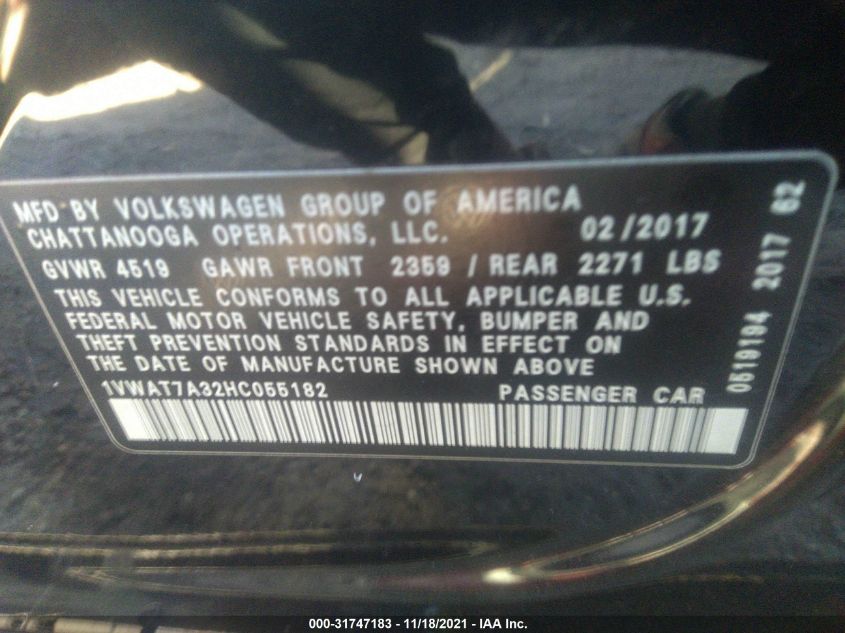 MFD BY VOLKSWAGEN GROUP OF AMERICA
CHATTANOOGA OPERATIONS, LLC. 02/2017
GVWR 4519 GAWR FRONT 2359 / REAR 2271 LBS
THIS VEHICLE CONFORMS TO ALL APPLICABLE U.S.
FEDERAL MOTOR VEHICLE SAFETY, BUMPER AND
THEFT PREVENTION STANDARDS IN EFFECT ON
THE DATE OF MANUFACTURE SHOWN ABOVE
1VWAT7A32HC055182 PASSENGER CAR
0519194 2017 62
000-31747183 - 11/18/2021 - IAA Inc.